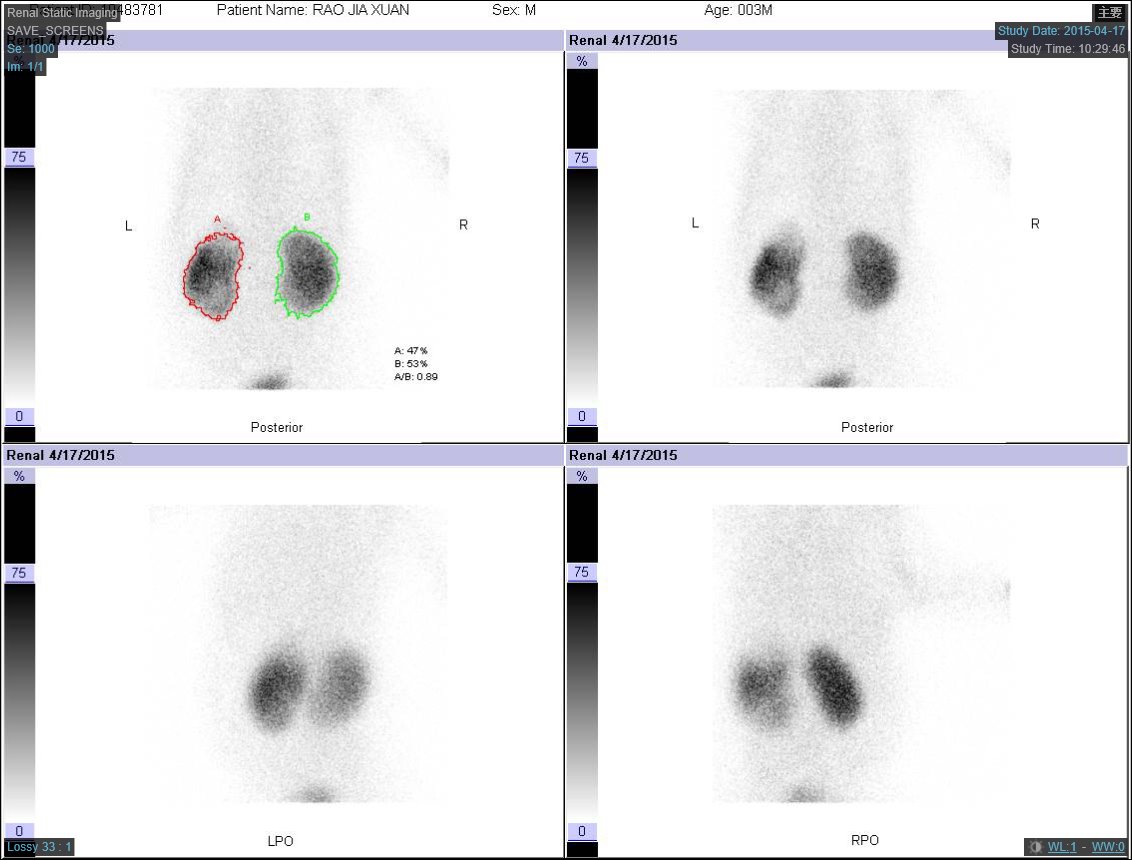 Renal Static Imaging
10483781 Patient Name: RAO JIA XUAN Sex: M Age: 003M 主要
SAVE_SCREENS
Study Date: 2015-04-17
Renal 4/17/2015
Renal 4/17/2015
Se: 1000
Study Time: 10:29:46
Im: 1/1
%
75
75
A
B
L
R
L
R
A: 47%
B: 53%
A/B: 0.89
0
0
Posterior
Posterior
Renal 4/17/2015
Renal 4/17/2015
%
%
75
75
0
0
LPO
RPO
Lossy 33 : 1
WL:1 - WW:0